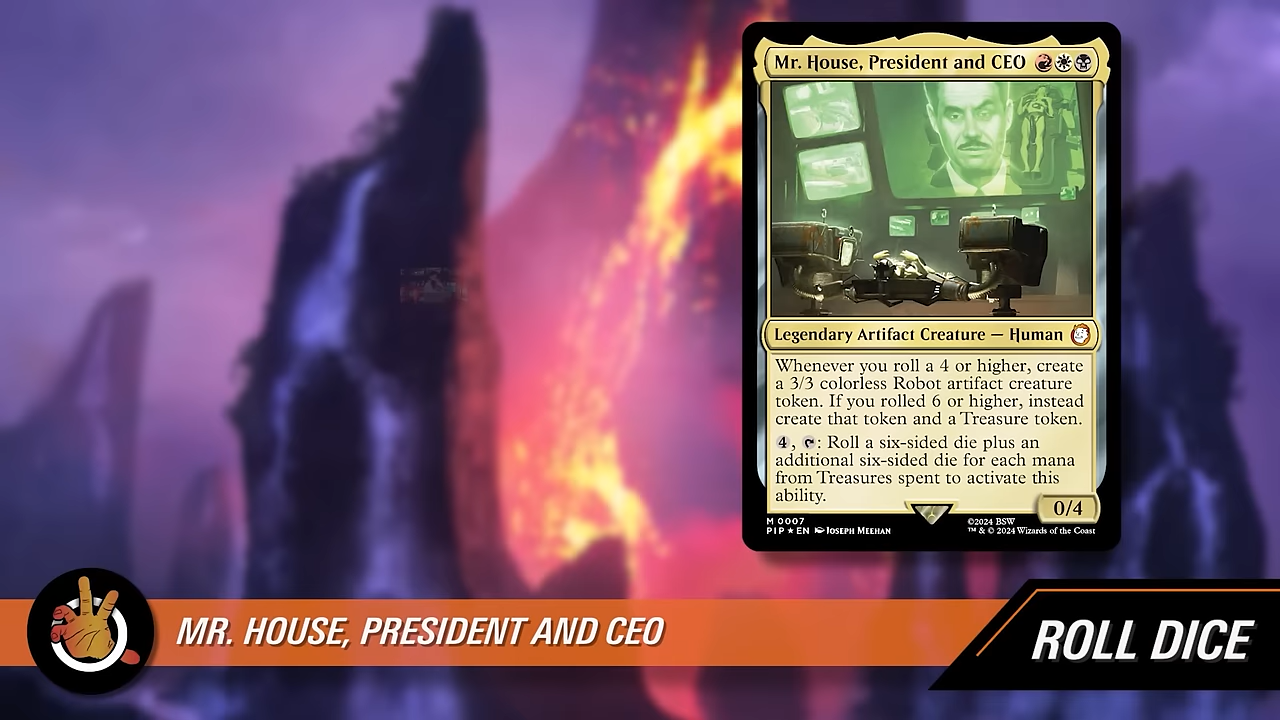 Mr. House, President and CEO
Legendary Artifact Creature — Human
Whenever you roll a 4 or higher, create
a 3/3 colorless Robot artifact creature
token. If you rolled 6 or higher, instead
create that token and a Treasure token.
4, : Roll a six-sided die plus an
additional six-sided die for each mana
from Treasures spent to activate this
ability.
0/4
M 0007
PIP ★ EN Joseph Meehan
©2024 BSW
™ & © 2024 Wizards of the Coast
MR. HOUSE, PRESIDENT AND CEO
ROLL DICE